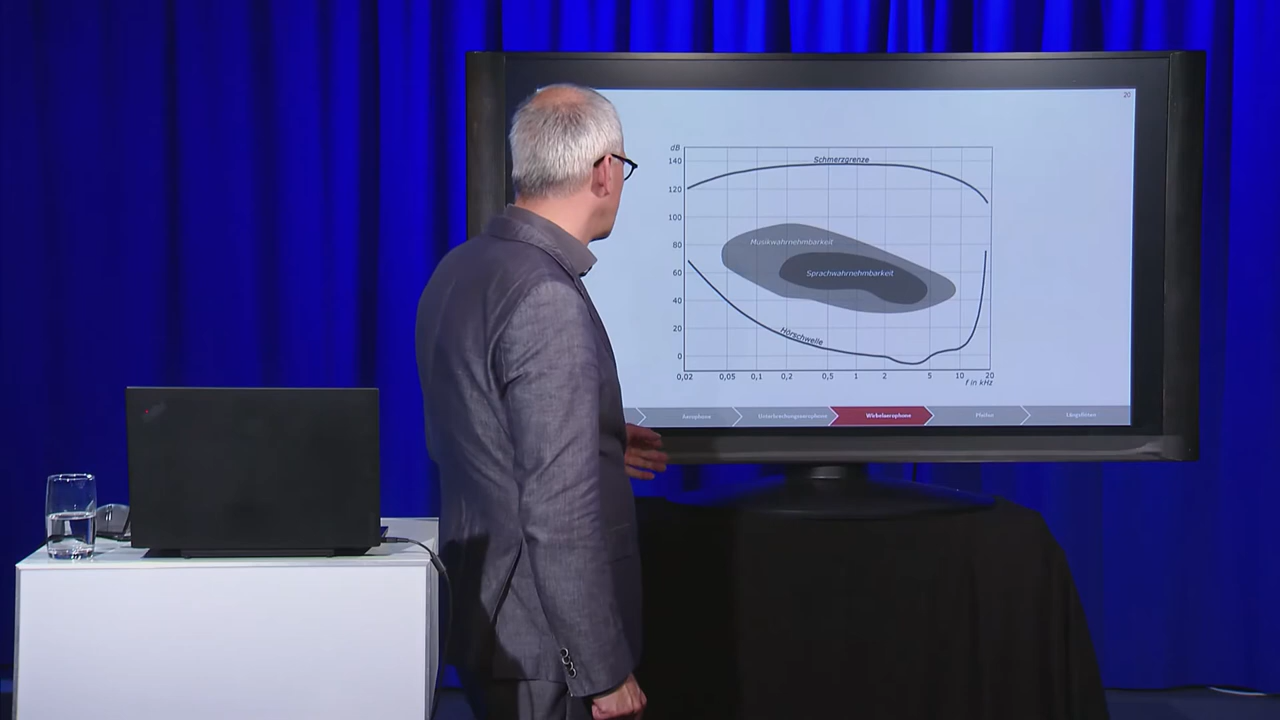 20
dB
140
Schmerzgrenze
120
100
80
Musikwahrnehmbarkeit
60
Sprachwahrnehmbarkeit
40
20
Hörschwelle
0
0,02 0,05 0,1 0,2 0,5 1 2 5 10 20
f in kHz
Aerophone Unterbrechungsaerophone Wirbelaerophone Pfeifen Längsflöten